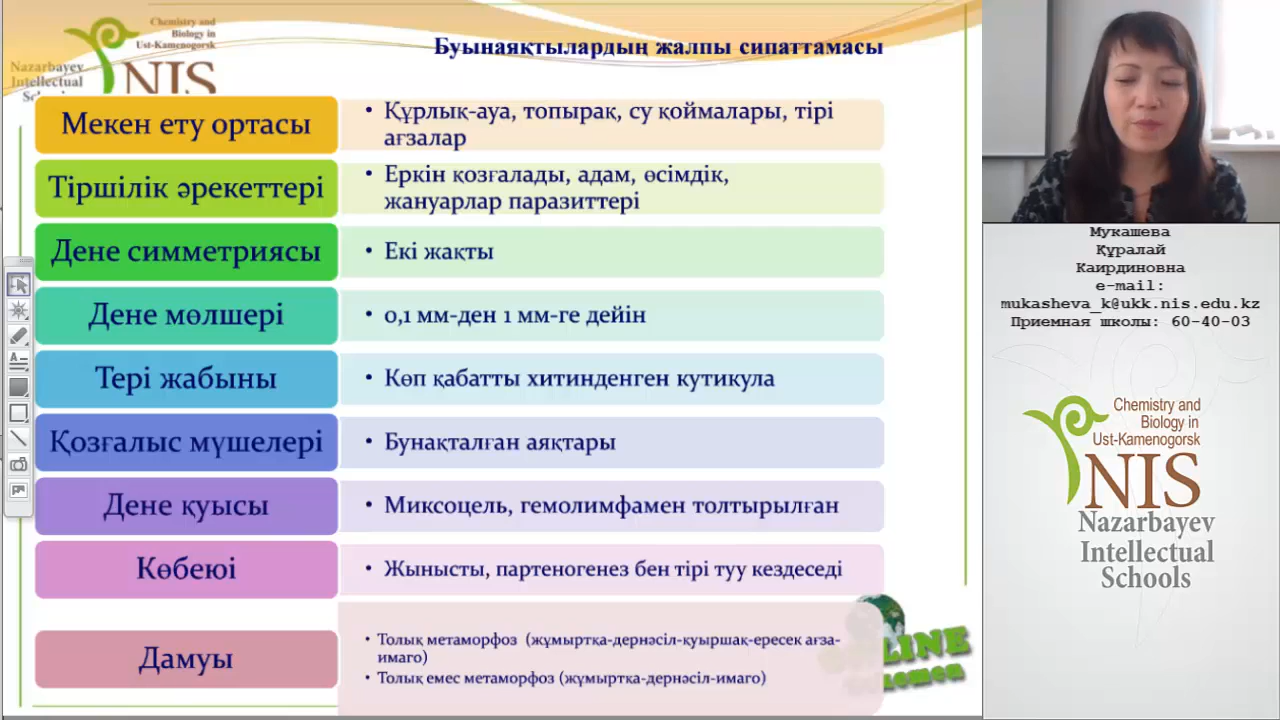 Chemistry and
Biology in
Ust-Kamenogorsk
Nazarbayev
Intellectual
NIS
Буынаяқтылардың жалпы сипаттамасы
Мекен ету ортасы
• Құрлық-ауа, топырақ, су қоймалары, тірі
ағзалар
Тіршілік әрекеттері
• Еркін қозғалады, адам, өсімдік,
жануарлар паразиттері
Дене симметриясы
• Екі жақты
Дене мөлшері
• 0,1 мм-ден 1 мм-ге дейін
Тері жабыны
• Көп қабатты хитинденген кутикула
Қозғалыс мүшелері
• Бунақталған аяқтары
Дене қуысы
• Миксоцель, гемолимфамен толтырылған
Көбеюі
• Жынысты, партеногенез бен тірі туу кездеседі
Дамуы
• Толық метаморфоз (жұмыртқа-дернәсіл-қуыршақ-ересек ағза-
имаго)
• Толық емес метаморфоз (жұмыртқа-дернәсіл-имаго)
Мукашева
Құралай
Каирдиновна
e-mail:
mukasheva_k@ukk.nis.edu.kz
Приемная школы: 60-40-03
Chemistry and
Biology in
Ust-Kamenogorsk
NIS
Nazarbayev
Intellectual
Schools